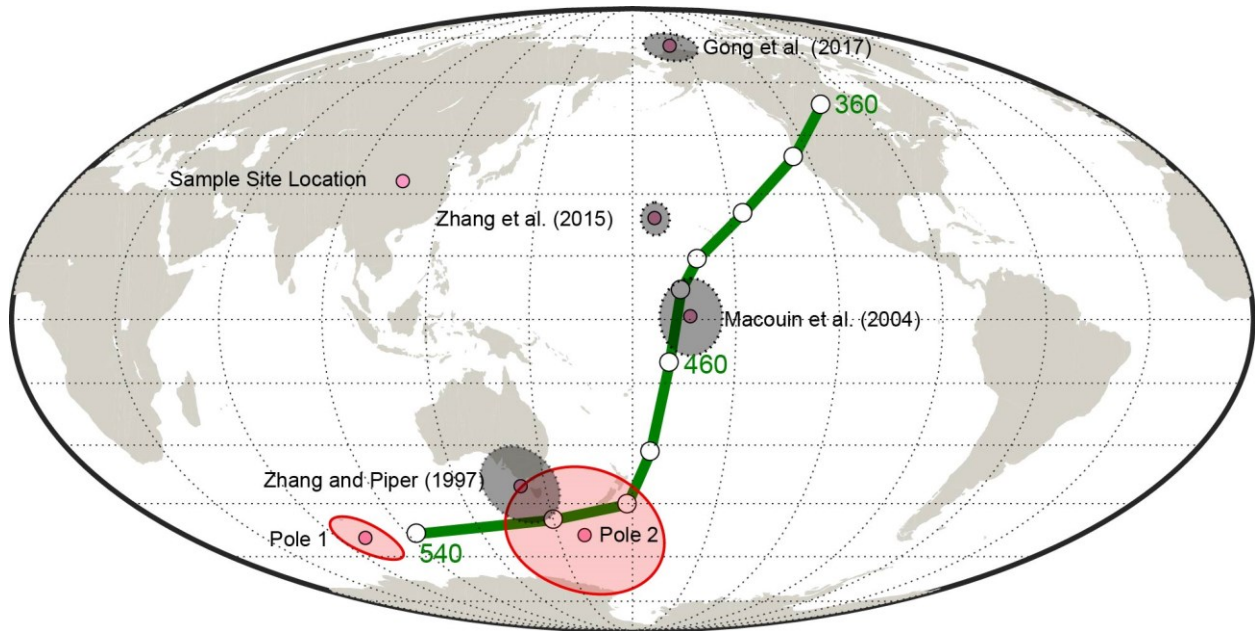 Gong et al. (2017)
360
Sample Site Location
Zhang et al. (2015)
Macouin et al. (2004)
460
Zhang and Piper (1997)
Pole 1
Pole 2
540